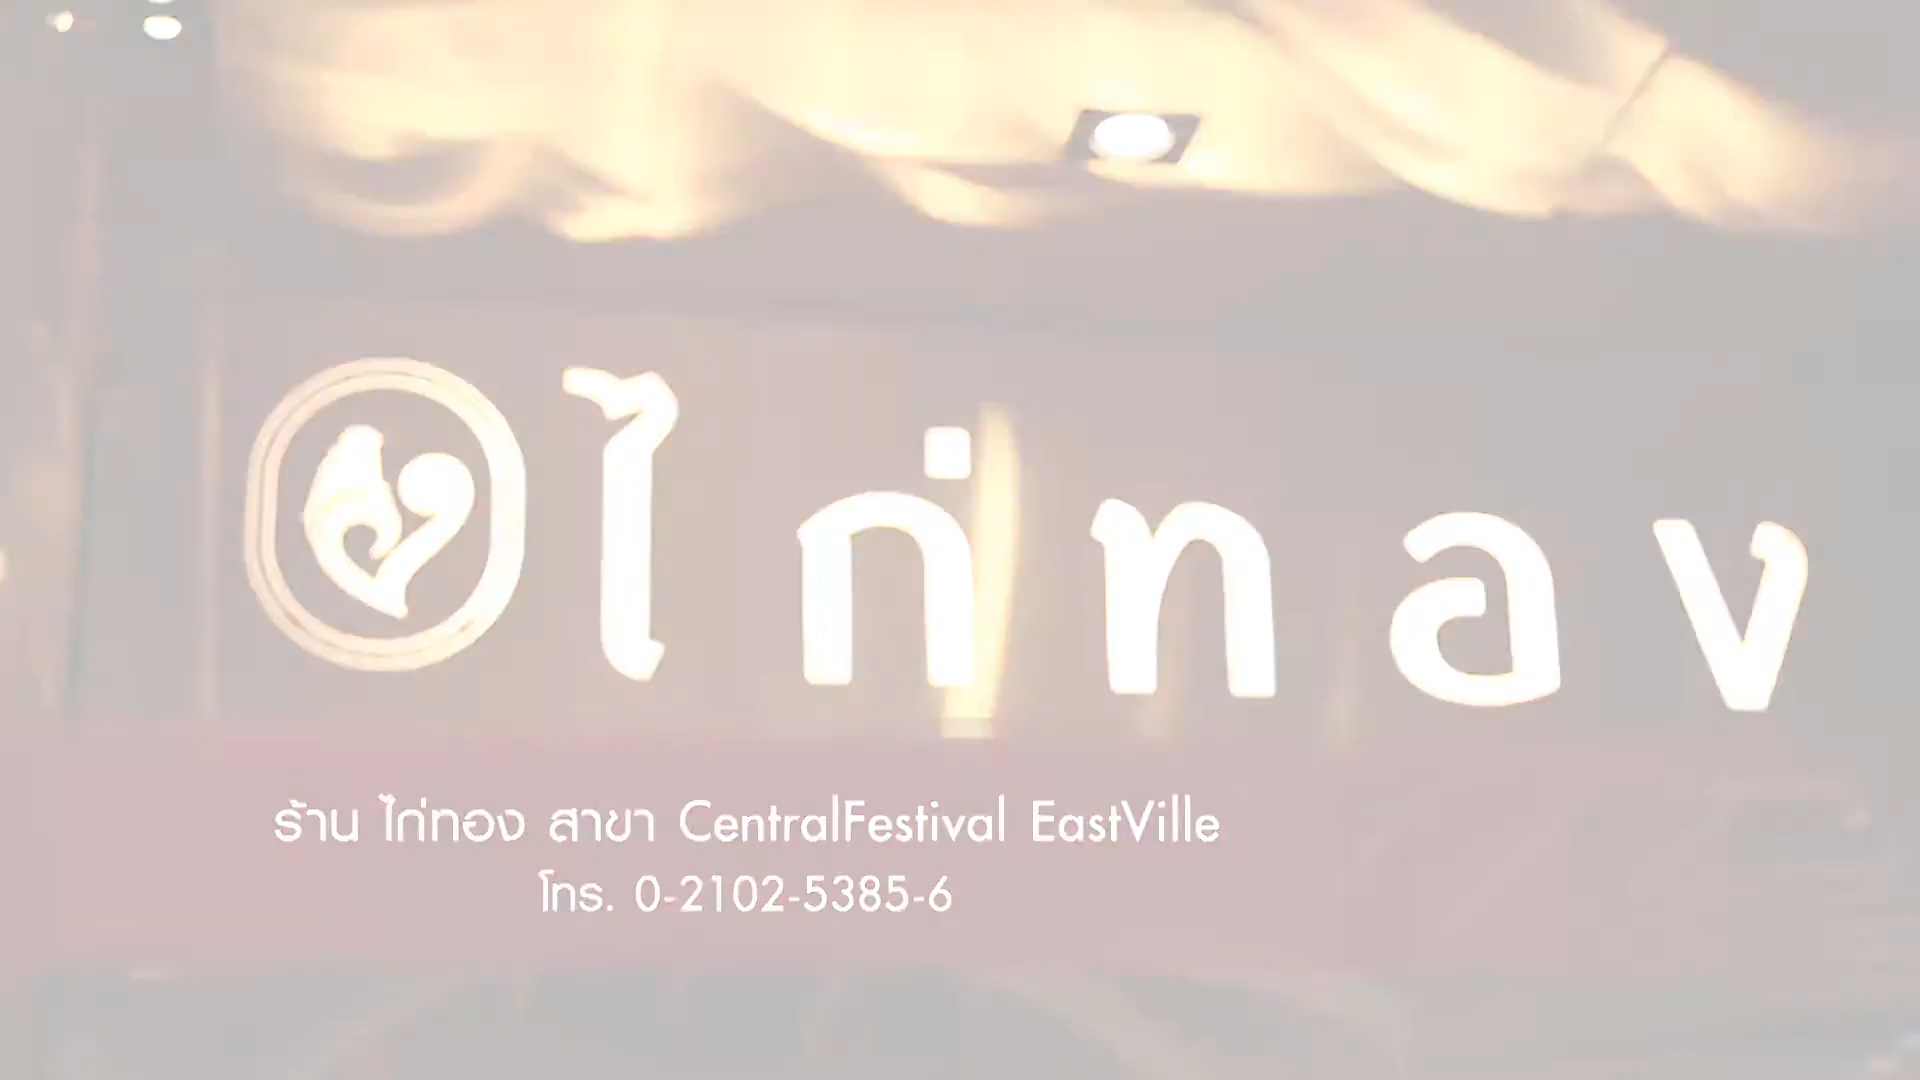 ไก่ทอง
ร้าน ไก่ทอง สาขา CentralFestival EastVille
โทร. 0-2102-5385-6